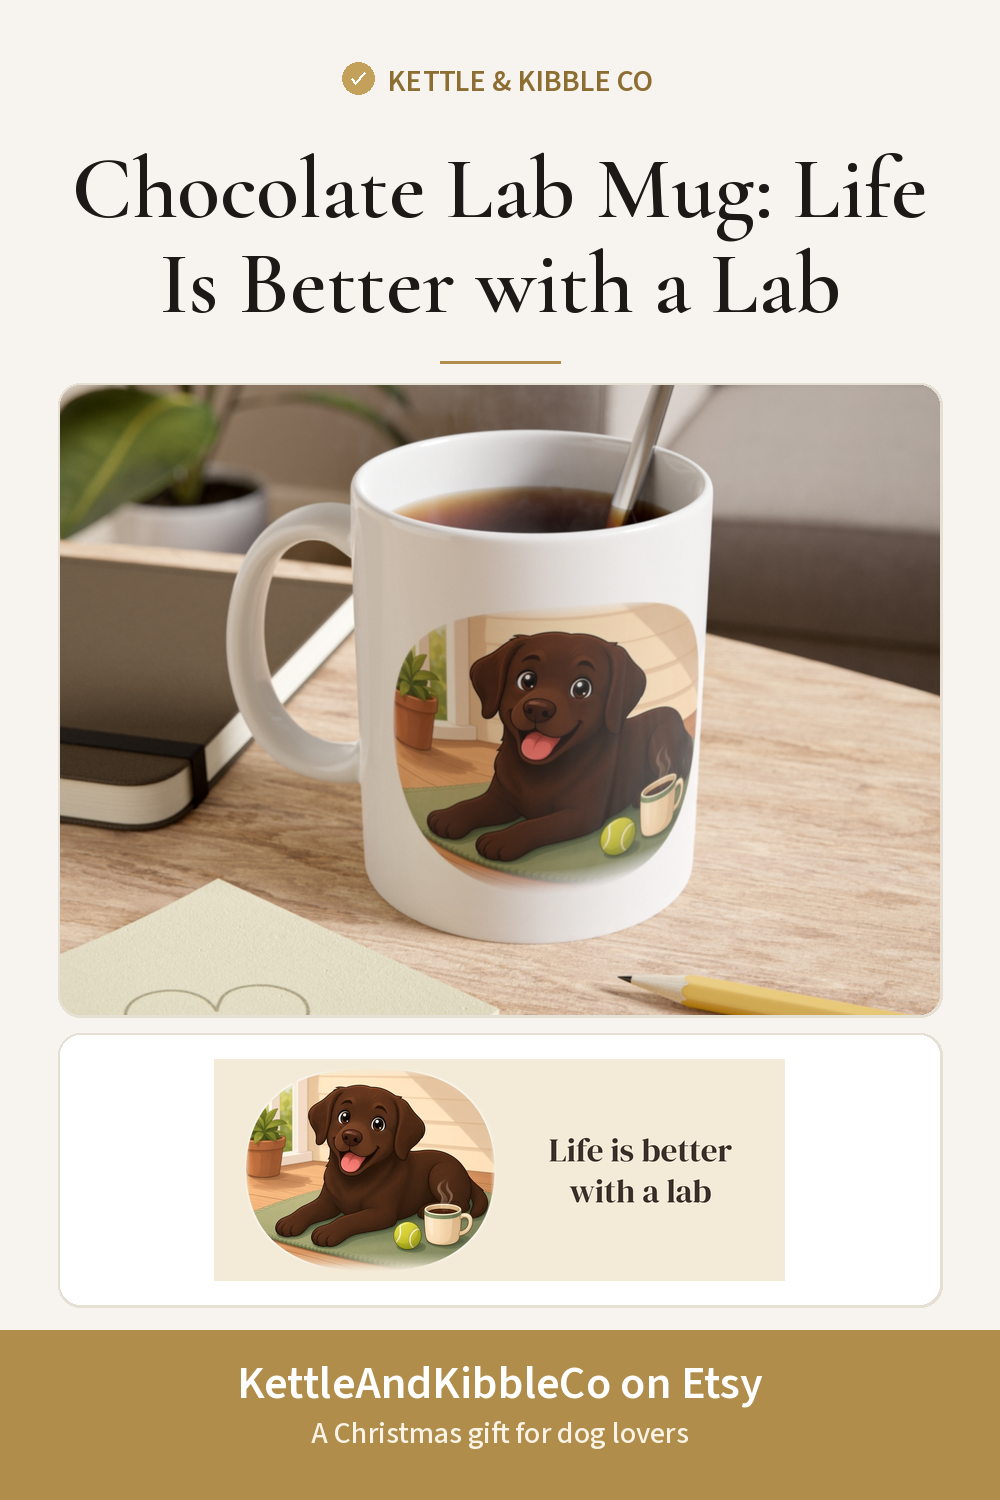 KETTLE & KIBBLE CO
Chocolate Lab Mug: Life
Is Better with a Lab
Life is better
with a lab
KettleAndKibbleCo on Etsy
A Christmas gift for dog lovers